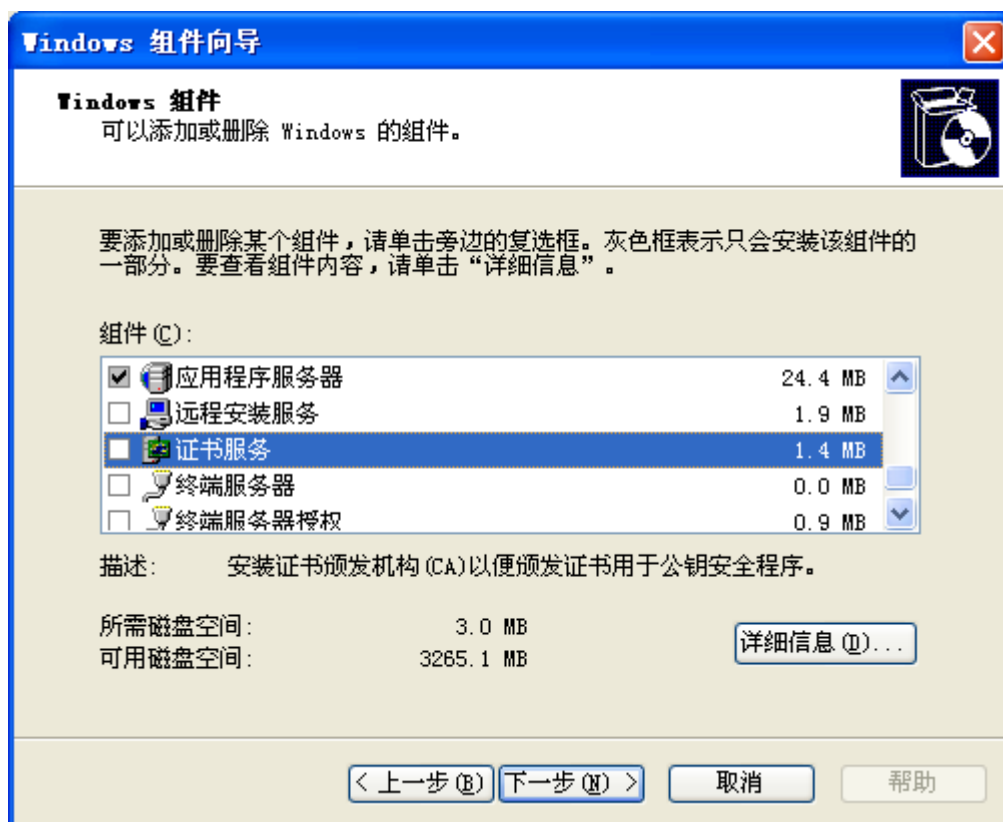 Windows 组件向导
Windows 组件
可以添加或删除 Windows 的组件。
要添加或删除某个组件，请单击旁边的复选框。灰色框表示只会安装该组件的
一部分。要查看组件内容，请单击“详细信息”。
组件(C):
应用程序服务器 24.4 MB
远程安装服务 1.9 MB
证书服务 1.4 MB
终端服务器 0.0 MB
终端服务器授权 0.9 MB
描述: 安装证书颁发机构(CA)以便颁发证书用于公钥安全程序。
所需磁盘空间: 3.0 MB
可用磁盘空间: 3265.1 MB
详细信息(D)...
< 上一步(B) 下一步(N) > 取消 帮助